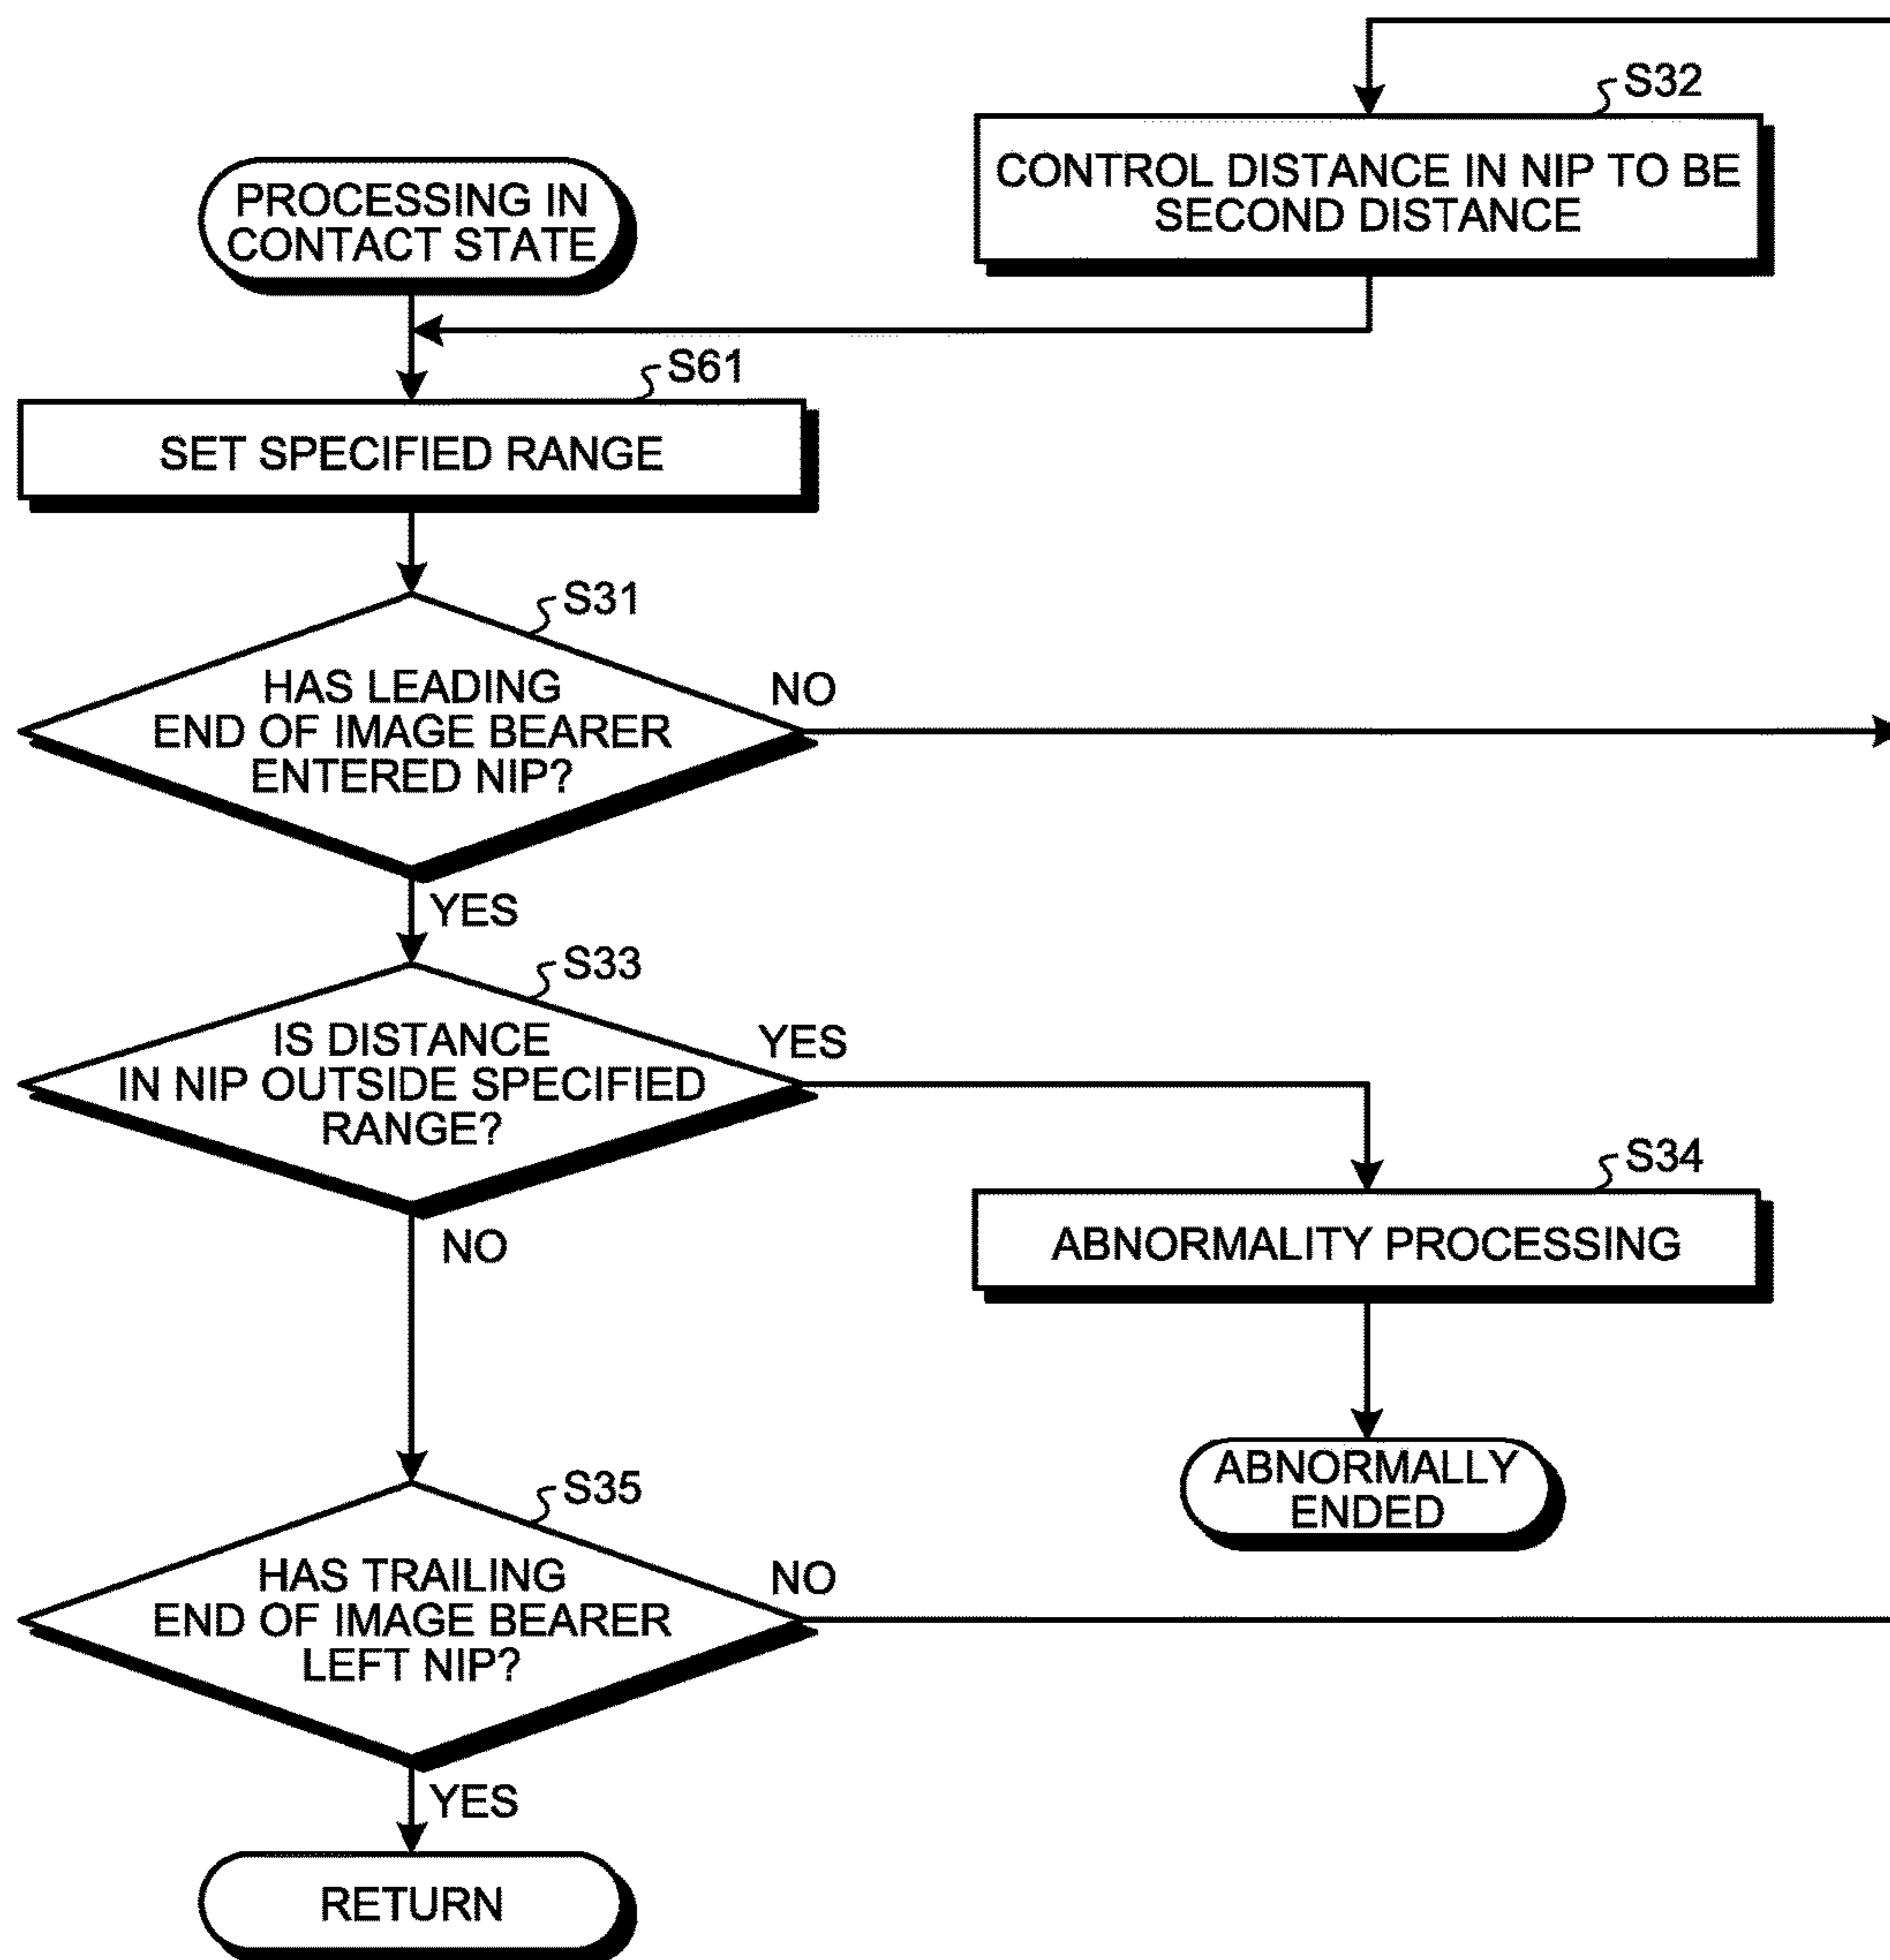 S32
CONTROL DISTANCE IN NIP TO BE
SECOND DISTANCE
PROCESSING IN
CONTACT STATE
S61
SET SPECIFIED RANGE
S31
HAS LEADING
END OF IMAGE BEARER
ENTERED NIP?
NO
YES
S33
IS DISTANCE
IN NIP OUTSIDE SPECIFIED
RANGE?
YES
NO
S34
ABNORMALITY PROCESSING
ABNORMALLY
ENDED
S35
HAS TRAILING
END OF IMAGE BEARER
LEFT NIP?
NO
YES
RETURN